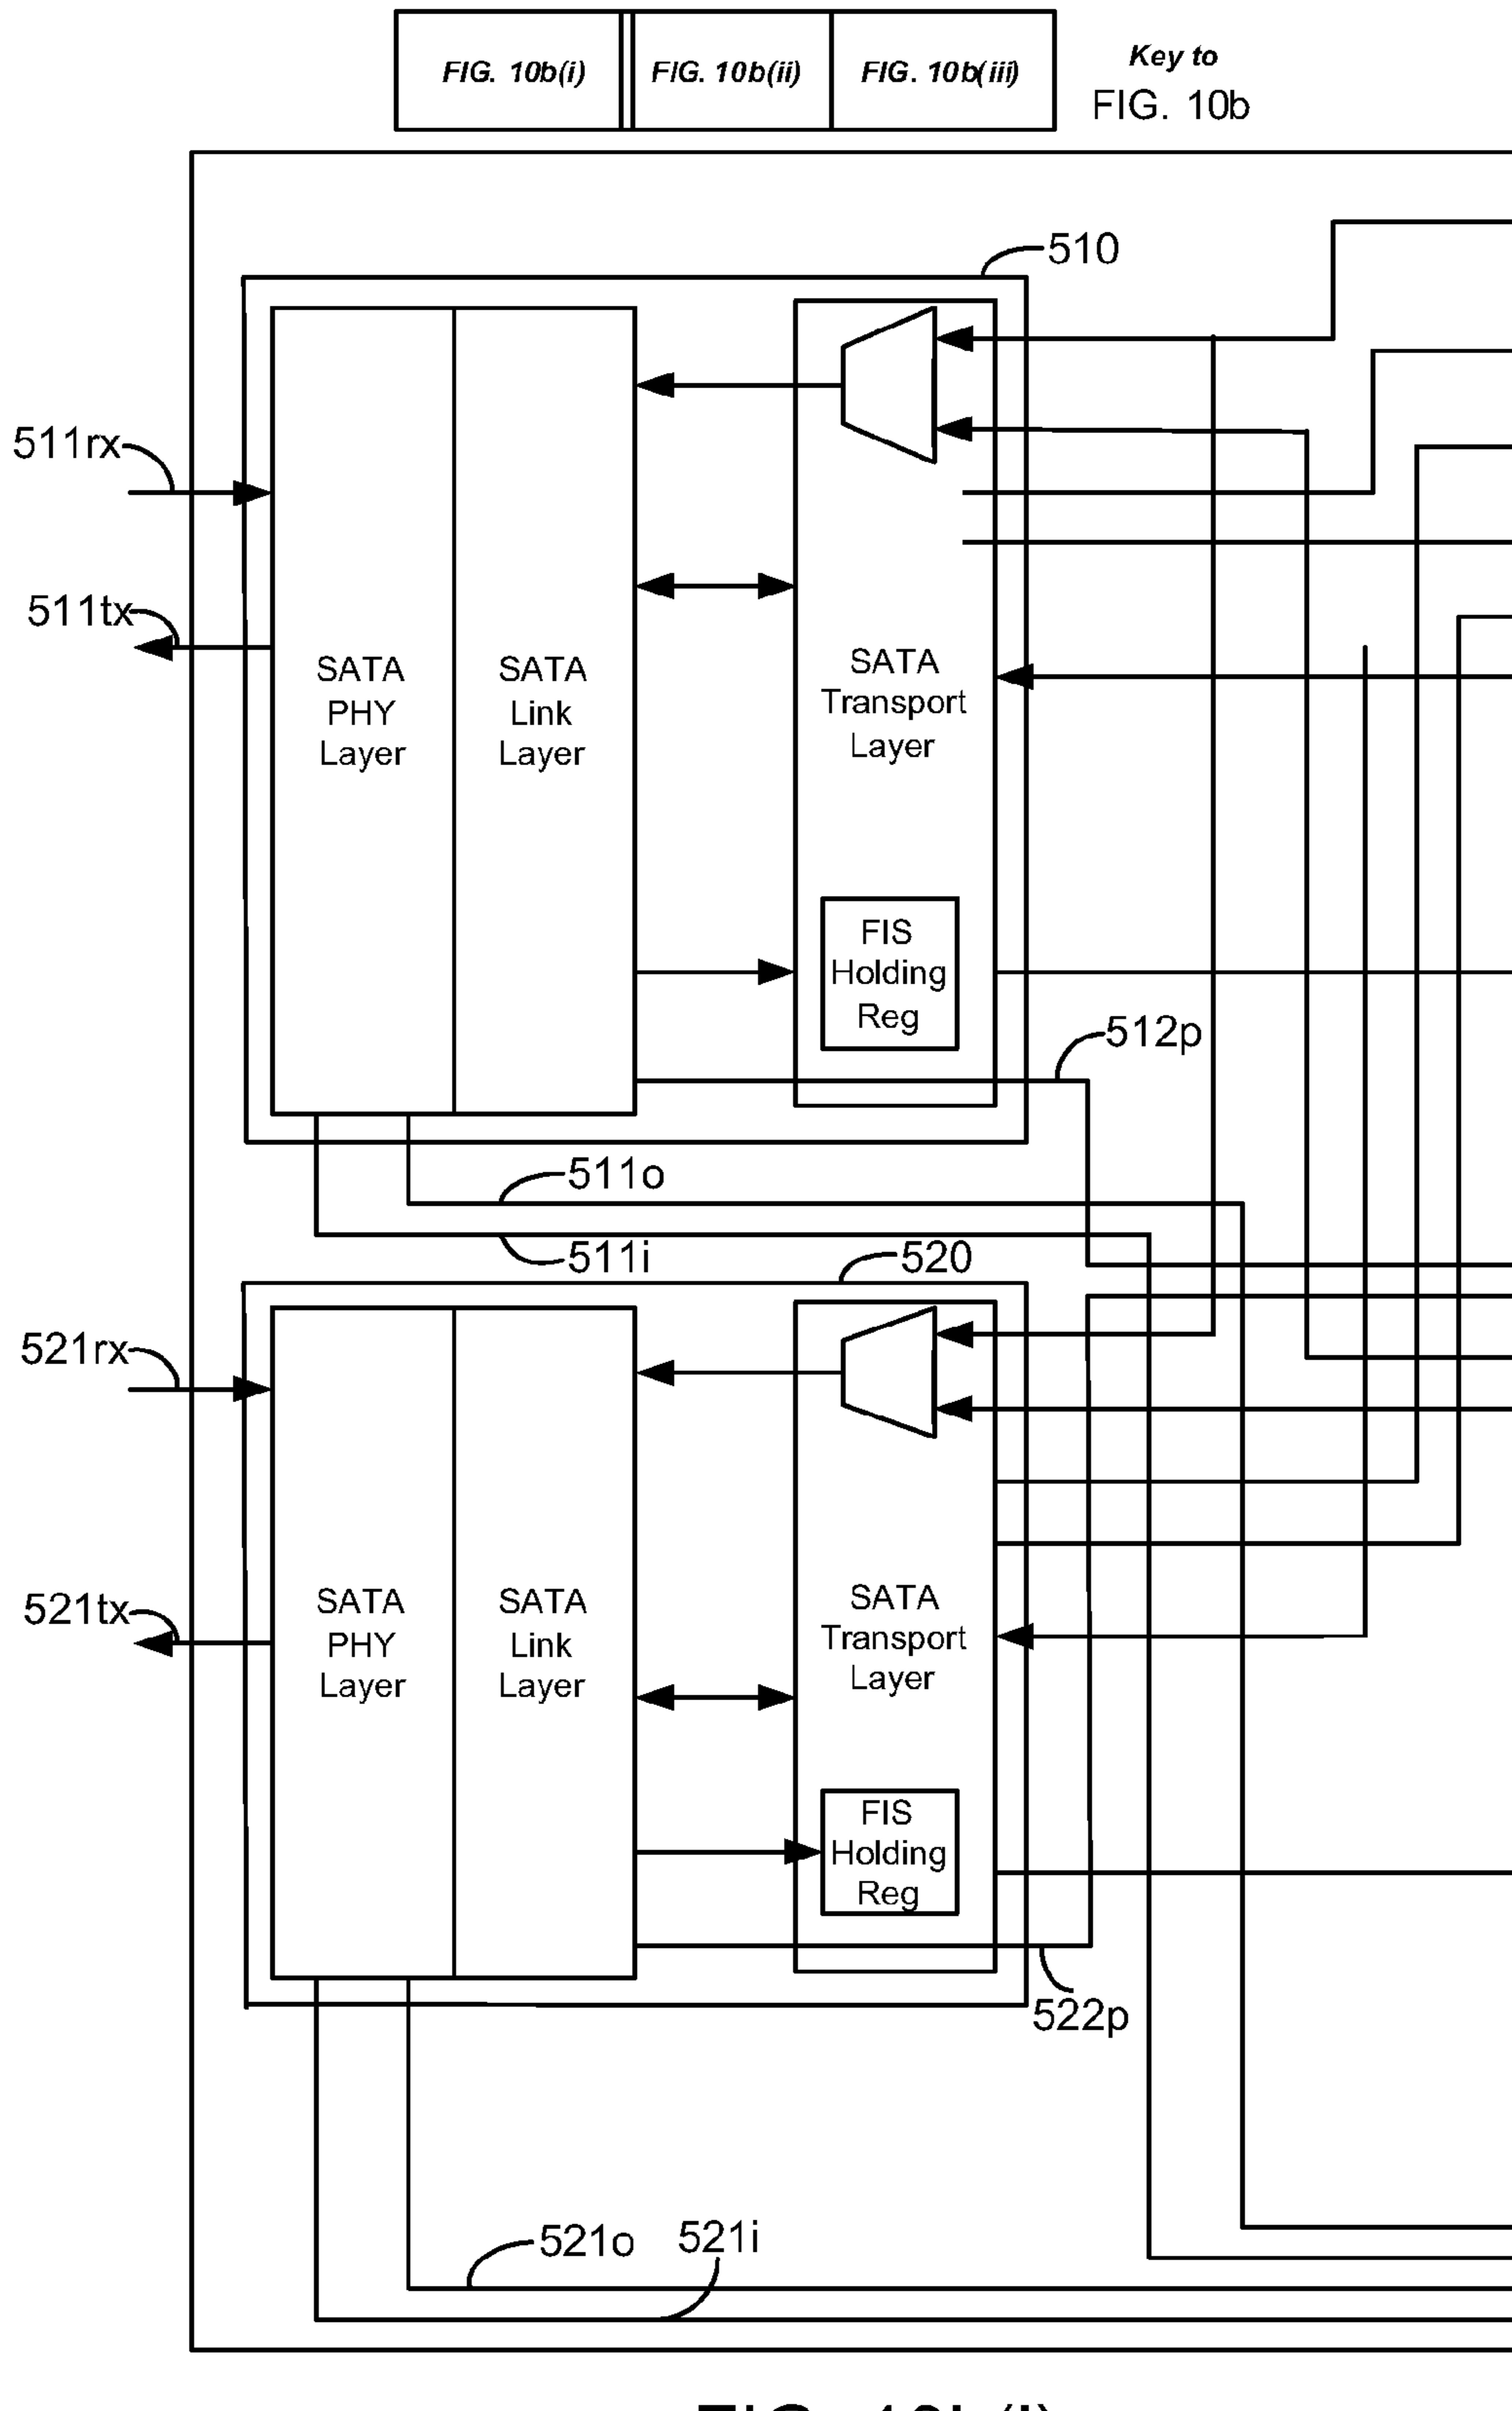 FIG. 10b(i) FIG. 10b(ii) FIG. 10b(iii)
Key to
FIG. 10b
510
511rx
511tx
SATA
PHY
Layer
SATA
Link
Layer
SATA
Transport
Layer
FIS
Holding
Reg
512p
511o
511i
520
521rx
521tx
SATA
PHY
Layer
SATA
Link
Layer
SATA
Transport
Layer
FIS
Holding
Reg
522p
521o
521i